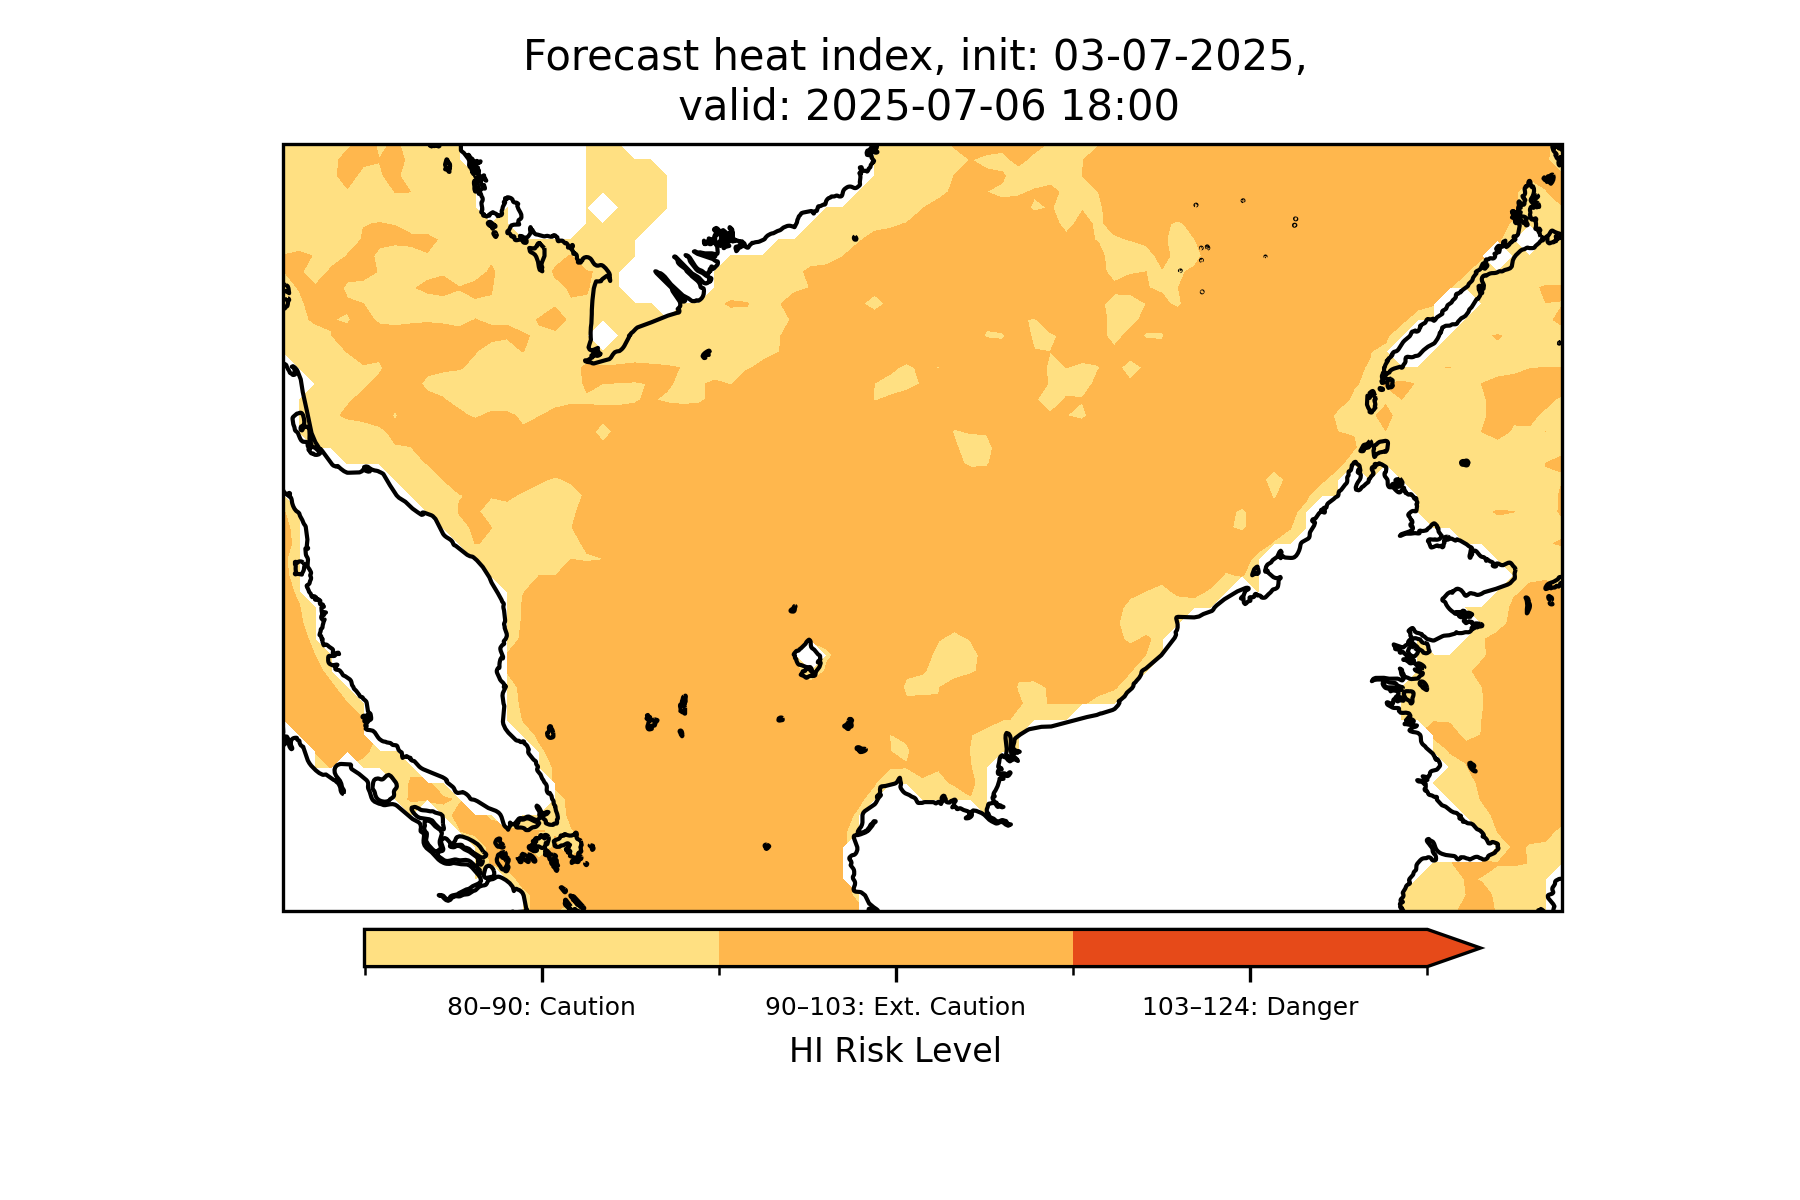 Forecast heat index, init: 03-07-2025,
valid: 2025-07-06 18:00
80–90: Caution
90–103: Ext. Caution
103–124: Danger
HI Risk Level